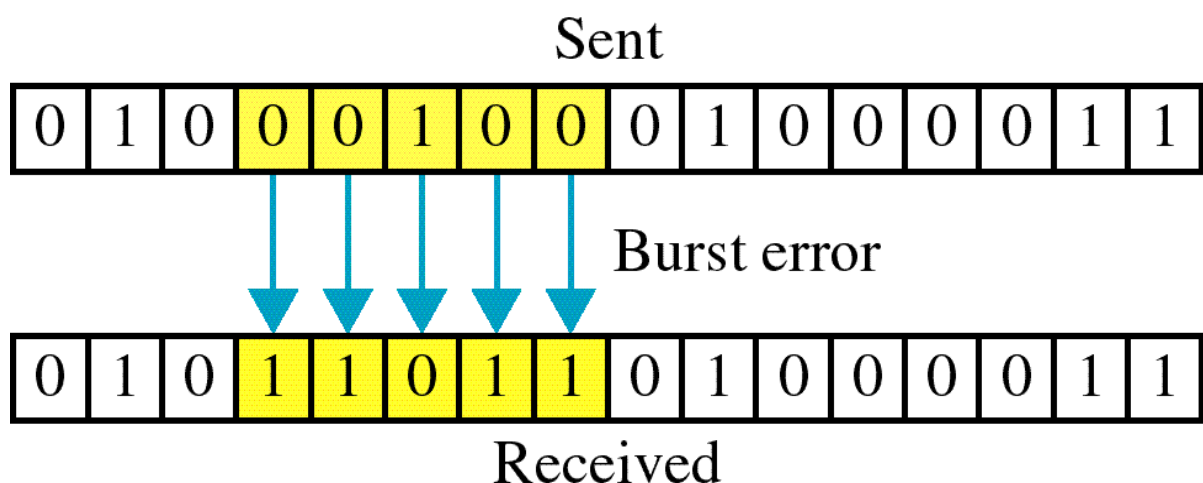 Sent
0 1 0 0 0 1 0 0 0 1 0 0 0 0 1 1
Burst error
0 1 0 1 1 0 1 1 0 1 0 0 0 0 1 1
Received